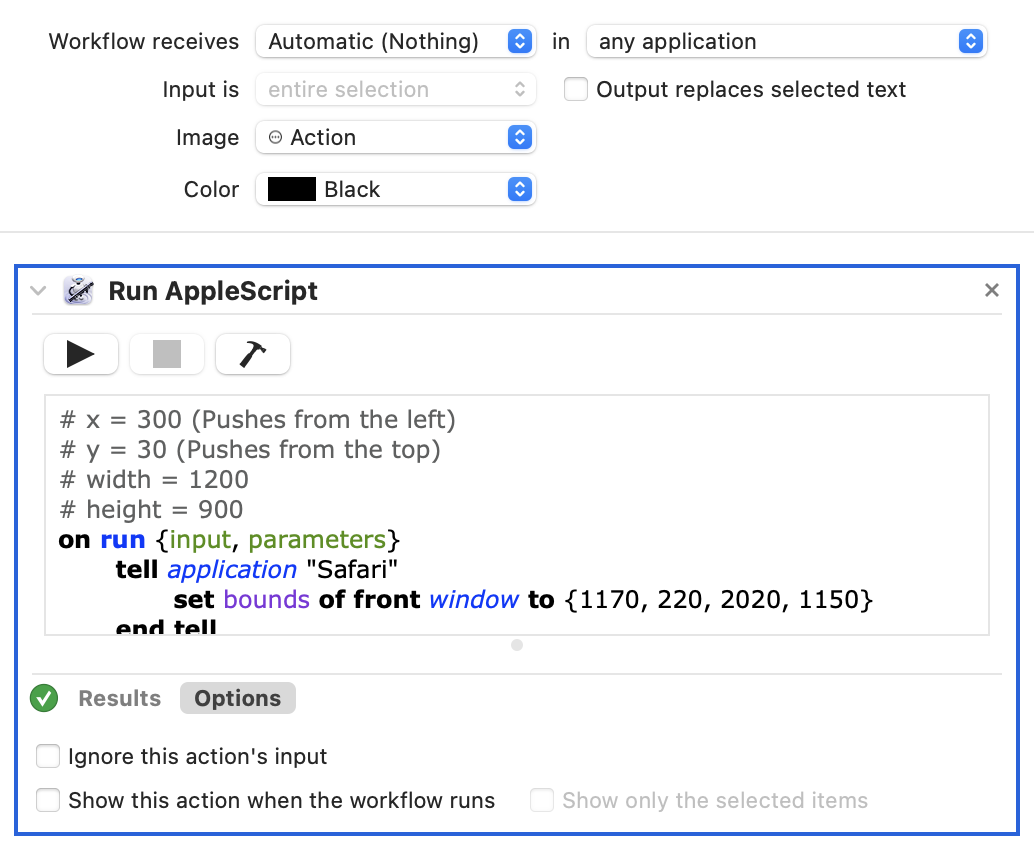 Workflow receives Automatic (Nothing) in any application
Input is entire selection Output replaces selected text
Image Action
Color Black
Run AppleScript
# x = 300 (Pushes from the left)
# y = 30 (Pushes from the top)
# width = 1200
# height = 900
on run {input, parameters}
tell application "Safari"
set bounds of front window to {1170, 220, 2020, 1150}
end tell
Results Options
Ignore this action's input
Show this action when the workflow runs Show only the selected items